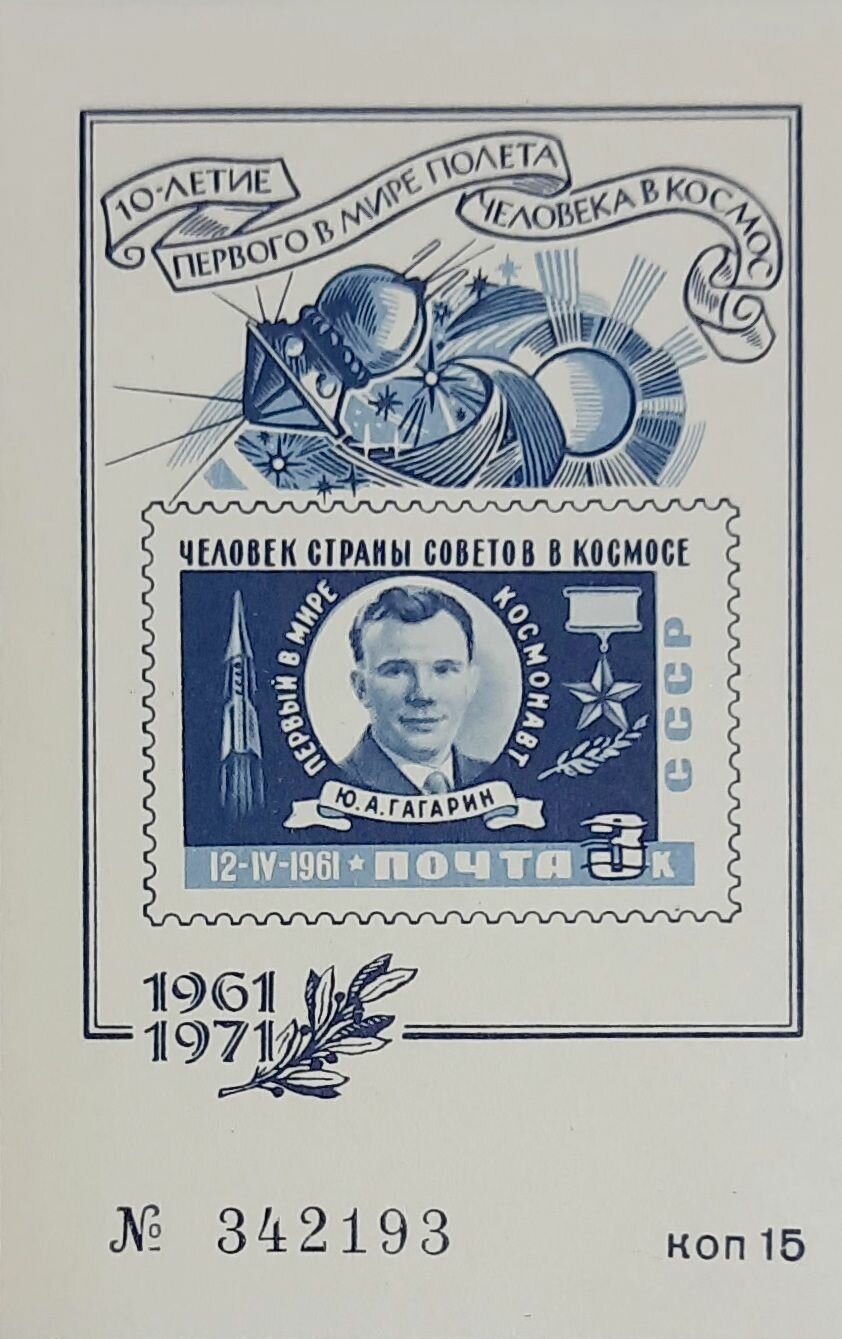 10-ЛЕТИЕ
ПЕРВОГО В МИРЕ ПОЛЕТА
ЧЕЛОВЕКА В КОСМОС
ЧЕЛОВЕК СТРАНЫ СОВЕТОВ В КОСМОСЕ
ПЕРВЫЙ В МИРЕ
КОСМОНАВТ
СССР
СССР
Ю.А.ГАГАРИН
12-IV-1961 ★ ПОЧТА 3 К
1961
1971
№ 342193
коп 15